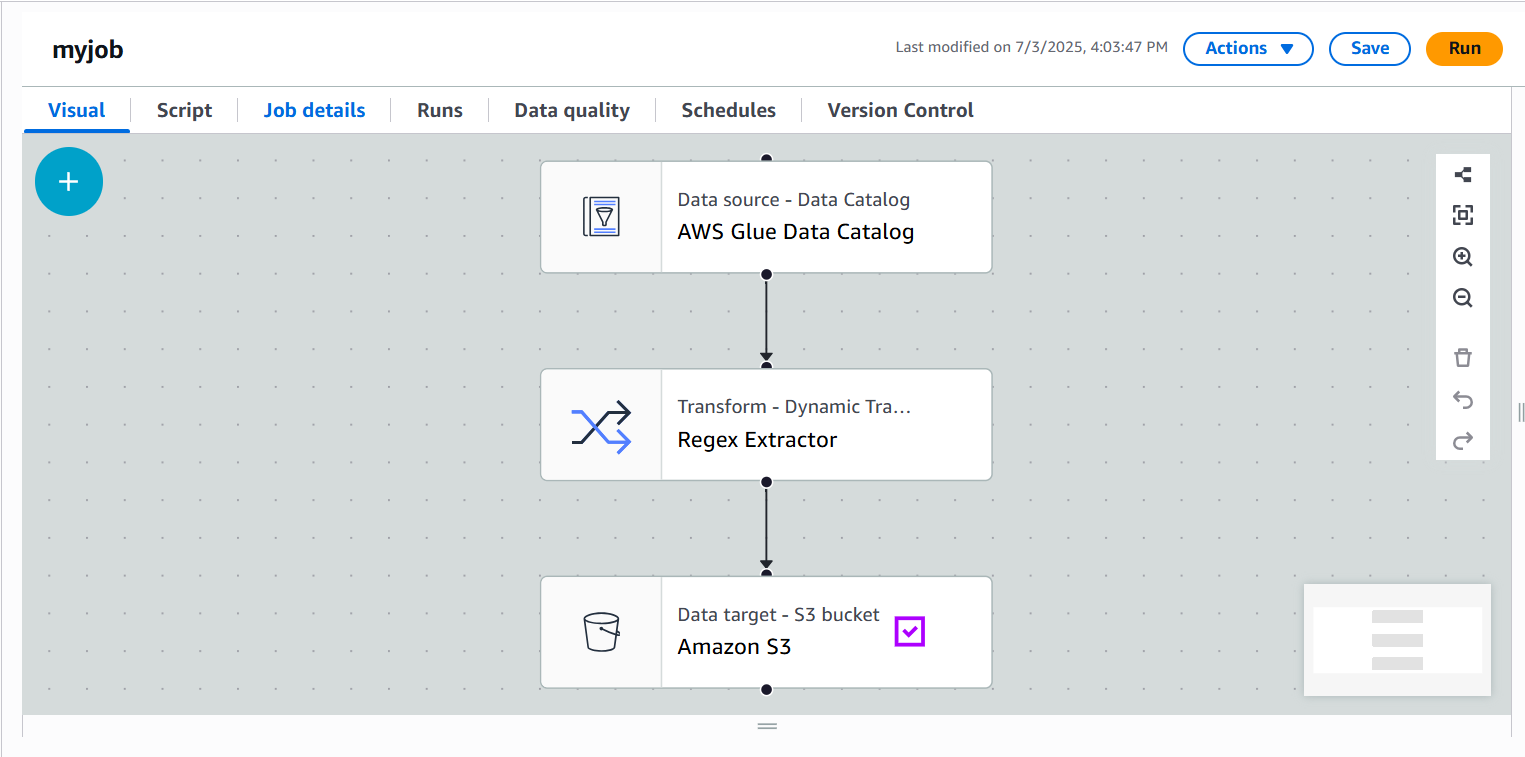 myjob
Last modified on 7/3/2025, 4:03:47 PM
Actions
Save
Run
Visual
Script
Job details
Runs
Data quality
Schedules
Version Control
Data source - Data Catalog
AWS Glue Data Catalog
Transform - Dynamic Tra...
Regex Extractor
Data target - S3 bucket
Amazon S3